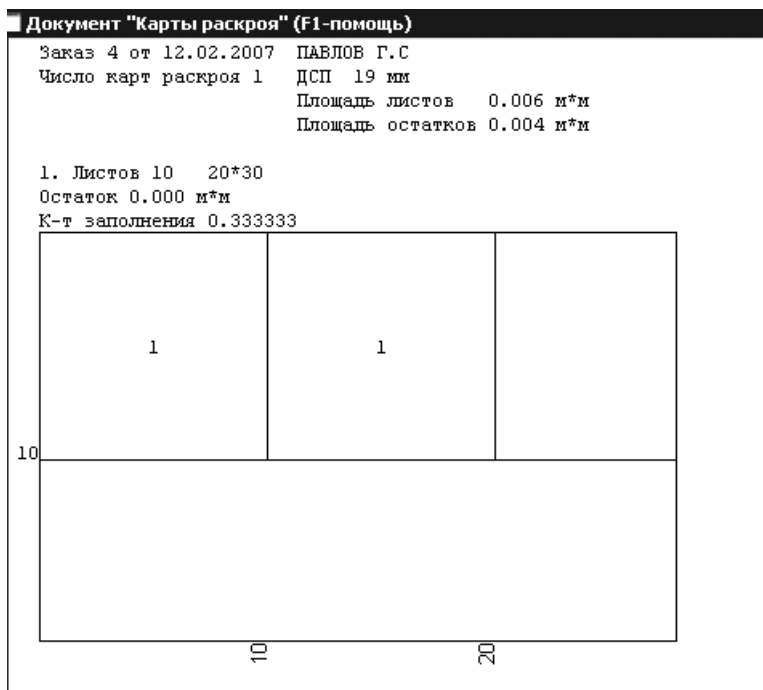 Документ "Карты раскроя" (F1-помощь)
Заказ 4 от 12.02.2007 ПАВЛОВ Г.С
Число карт раскроя 1 ДСП 19 мм
Площадь листов 0.006 м*м
Площадь остатков 0.004 м*м
1. Листов 10 20*30
Остаток 0.000 м*м
К-т заполнения 0.333333
1 1
10
10 20